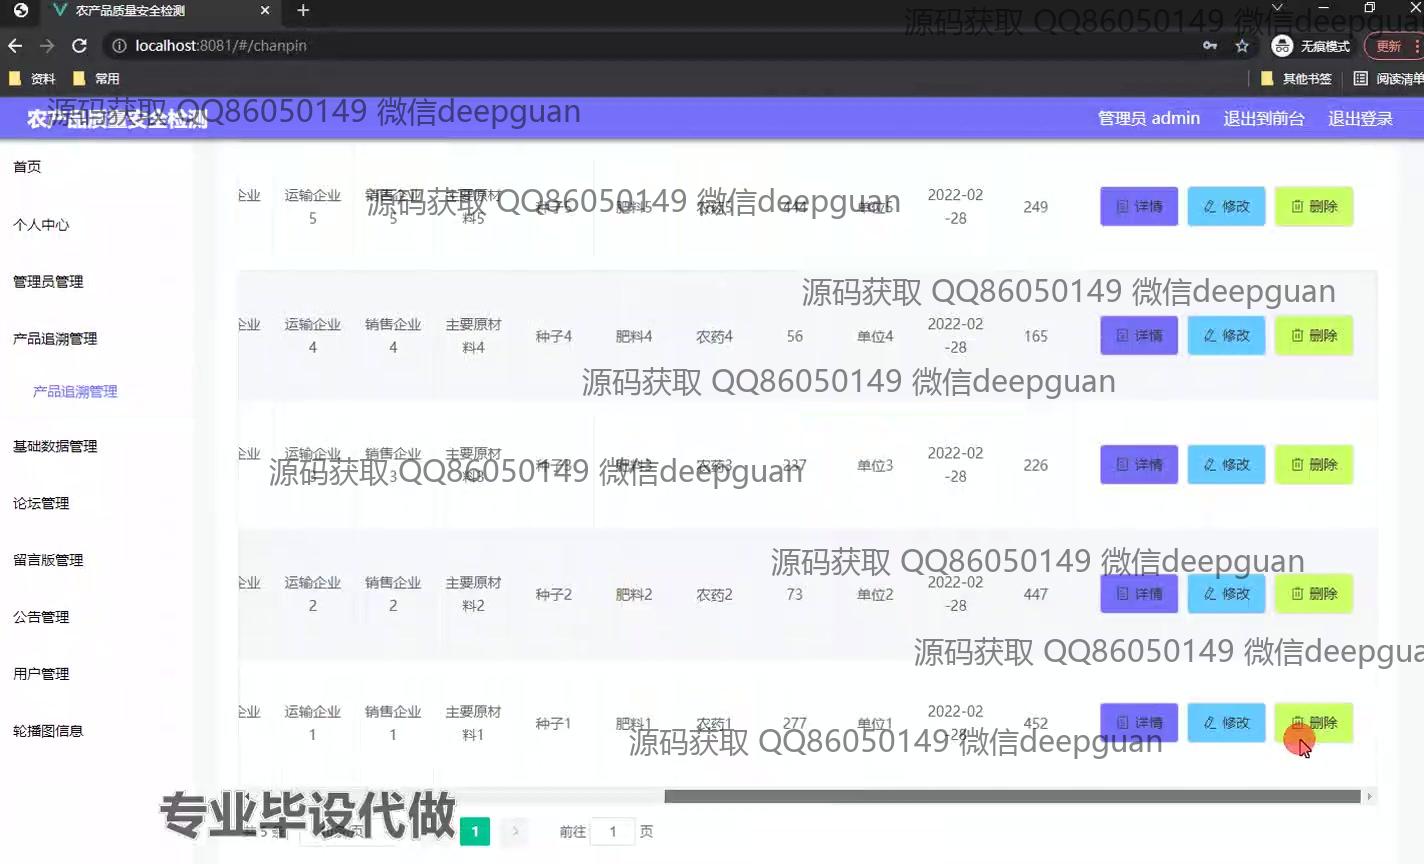 农产品质量安全检测
localhost:8081/#/chanpin
无痕模式
更新
资料
常用
其他书签
阅读清单
农产品质量安全检测
管理员 admin
退出到前台
退出登录
源码获取 QQ86050149 微信deepguan
首页
个人中心
管理员管理
产品追溯管理
产品追溯管理
基础数据管理
论坛管理
留言版管理
公告管理
用户管理
轮播图信息
企业 运输企业5 销售企业5 主要原材料5 种子5 肥料5 农药5 444 单位5 2022-02-28 249 详情 修改 删除
源码获取 QQ86050149 微信deepguan
源码获取 QQ86050149 微信deepguan
企业 运输企业4 销售企业4 主要原材料4 种子4 肥料4 农药4 56 单位4 2022-02-28 165 详情 修改 删除
源码获取 QQ86050149 微信deepguan
企业 运输企业3 销售企业3 主要原材料3 种子3 肥料3 农药3 237 单位3 2022-02-28 226 详情 修改 删除
源码获取 QQ86050149 微信deepguan
源码获取 QQ86050149 微信deepguan
企业 运输企业2 销售企业2 主要原材料2 种子2 肥料2 农药2 73 单位2 2022-02-28 447 详情 修改 删除
源码获取 QQ86050149 微信deepgua
企业 运输企业1 销售企业1 主要原材料1 种子1 肥料1 农药1 277 单位1 2022-02-28 452 详情 修改 删除
源码获取 QQ86050149 微信deepguan
专业毕设代做
1
前往 1 页
源码获取 QQ86050149 微信deepgua